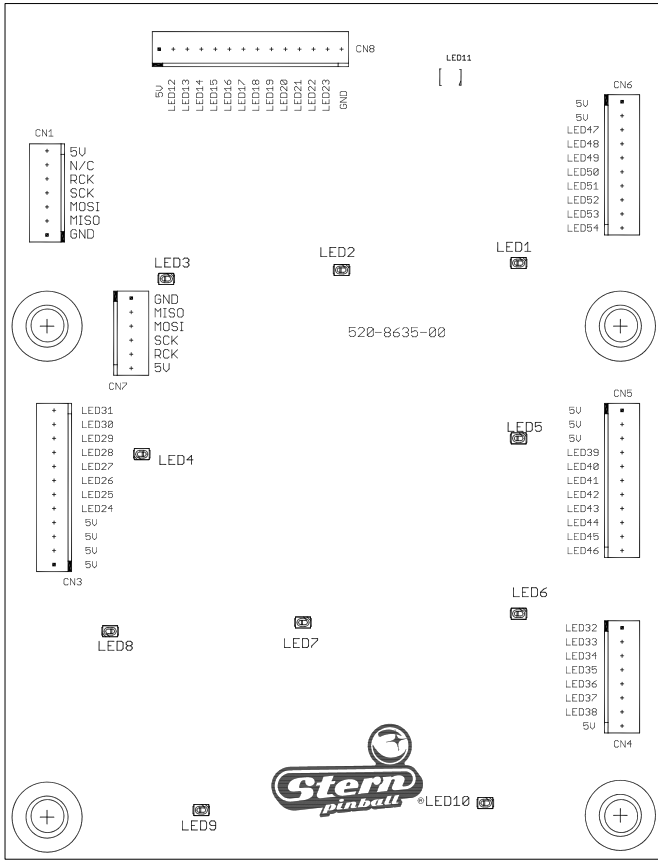 CN8
LED11
5V
LED12
LED13
LED14
LED15
LED16
LED17
LED18
LED19
LED20
LED21
LED22
LED23
GND
CN6
5V
5V
LED47
LED48
LED49
LED50
LED51
LED52
LED53
LED54
CN1
5V
N/C
RCK
SCK
MOSI
MISO
GND
LED3
LED2
LED1
GND
MISO
MOSI
SCK
RCK
5V
CN7
520-8635-00
LED31
LED30
LED29
LED28
LED27
LED26
LED25
LED24
5V
5V
5V
5V
CN3
LED4
LED5
CN5
5V
5V
5V
LED39
LED40
LED41
LED42
LED43
LED44
LED45
LED46
LED6
LED8
LED7
LED32
LED33
LED34
LED35
LED36
LED37
LED38
5V
CN4
Stern
pinball
®LED10
LED9